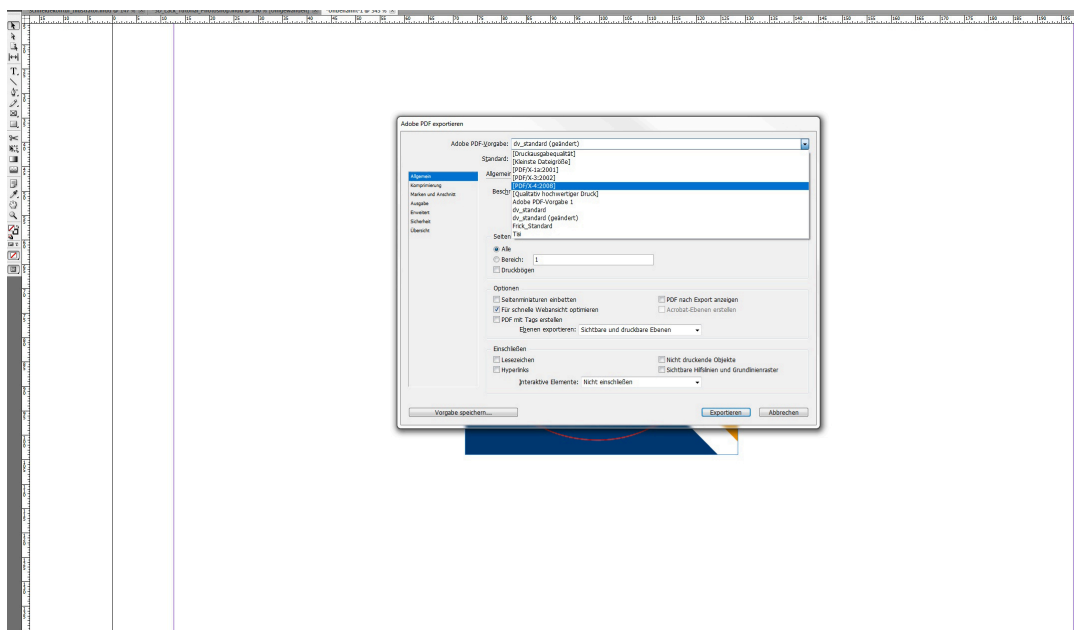 Adobe PDF exportieren
Adobe PDF-Vorgabe: dv_standard (geändert)
[Druckausgabequalität]
Standard: [Kleinste Dateigröße]
[PDF/X-1a:2001]
Allgemein
[PDF/X-3:2002]
[PDF/X-4:2008]
[Qualitativ hochwertiger Druck]
Adobe PDF-Vorgabe 1
dv_standard
dv_standard (geändert)
Frick_Standard
Allgemein
Komprimierung
Marken und Anschnitt
Ausgabe
Erweitert
Sicherheit
Übersicht
Seiten
Alle
Bereich: 1
Druckbögen
Optionen
Seitenminiaturen einbetten
PDF nach Export anzeigen
Für schnelle Webansicht optimieren
Acrobat-Ebenen erstellen
PDF mit Tags erstellen
Ebenen exportieren: Sichtbare und druckbare Ebenen
Einschließen
Lesezeichen
Nicht druckende Objekte
Hyperlinks
Sichtbare Hilfslinien und Grundlinienraster
Interaktive Elemente: Nicht einschließen
Vorgabe speichern...
Exportieren
Abbrechen